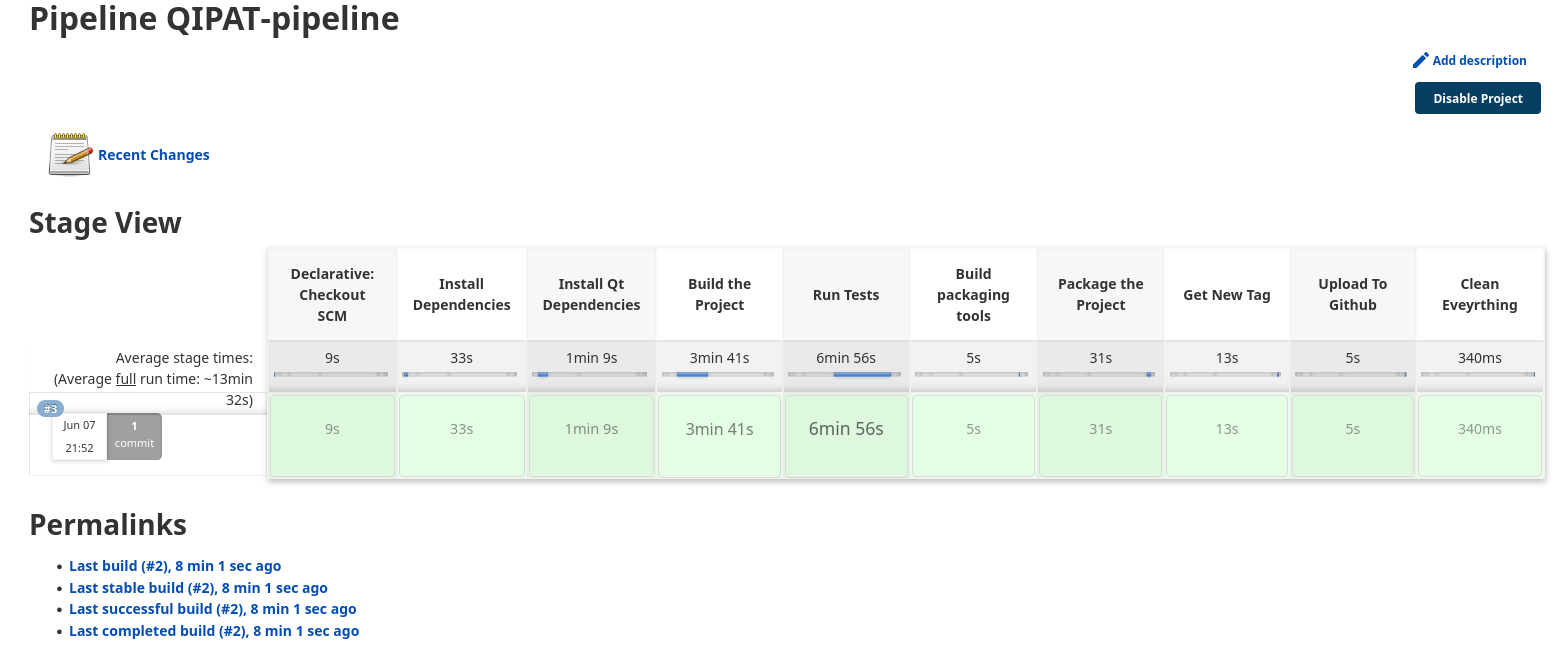 Pipeline QIPAT-pipeline
Add description
Disable Project
Recent Changes
Stage View
Declarative:
Checkout
SCM
Install
Dependencies
Install Qt
Dependencies
Build the
Project
Run Tests
Build
packaging
tools
Package the
Project
Get New Tag
Upload To
Github
Clean
Eveyrthing
Average stage times:
(Average full run time: ~13min
32s)
9s
33s
1min 9s
3min 41s
6min 56s
5s
31s
13s
5s
340ms
#3
Jun 07
21:52
1
commit
9s
33s
1min 9s
3min 41s
6min 56s
5s
31s
13s
5s
340ms
Permalinks
Last build (#2), 8 min 1 sec ago
Last stable build (#2), 8 min 1 sec ago
Last successful build (#2), 8 min 1 sec ago
Last completed build (#2), 8 min 1 sec ago